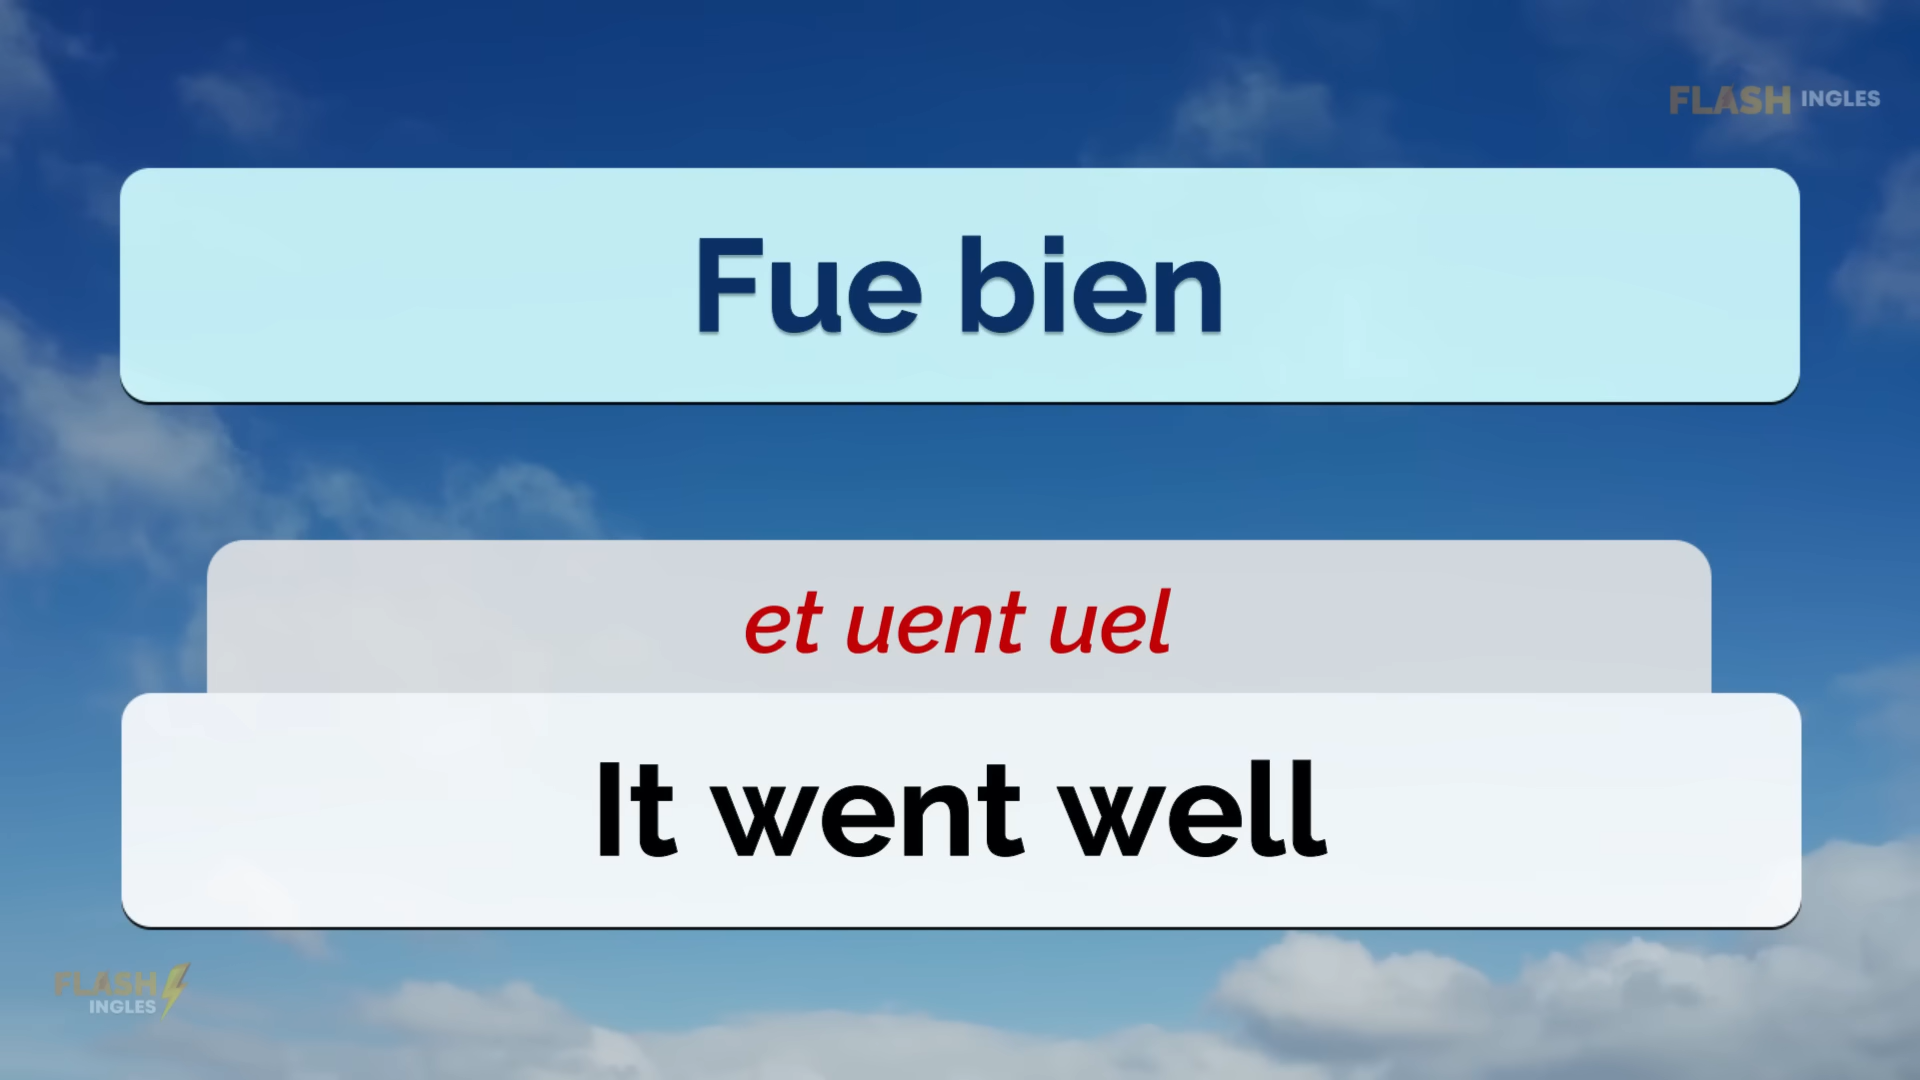 FLASH INGLES
Fue bien
et uent uel
It went well
FLASH
INGLES